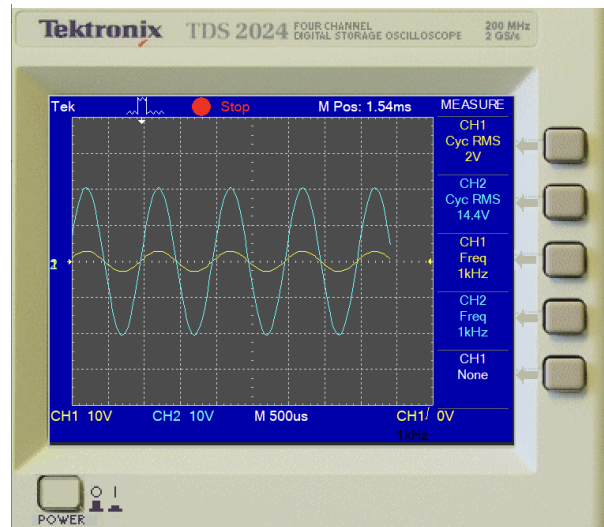 Tektronix TDS 2024 FOUR CHANNEL DIGITAL STORAGE OSCILLOSCOPE 200 MHz 2 GS/s
Tek Stop M Pos: 1.54ms MEASURE
CH1
Cyc RMS
2V
CH2
Cyc RMS
14.4V
CH1
Freq
1kHz
CH2
Freq
1kHz
CH1
None
2
CH1 10V CH2 10V M 500us CH1/ 0V
1kHz
POWER